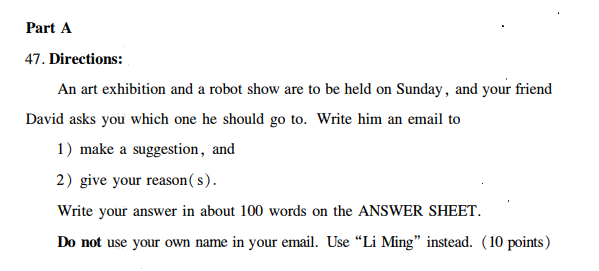 Part A
47. Directions:
An art exhibition and a robot show are to be held on Sunday, and your friend
David asks you which one he should go to. Write him an email to
1) make a suggestion, and
2) give your reason(s).
Write your answer in about 100 words on the ANSWER SHEET.
Do not use your own name in your email. Use “Li Ming” instead. (10 points)